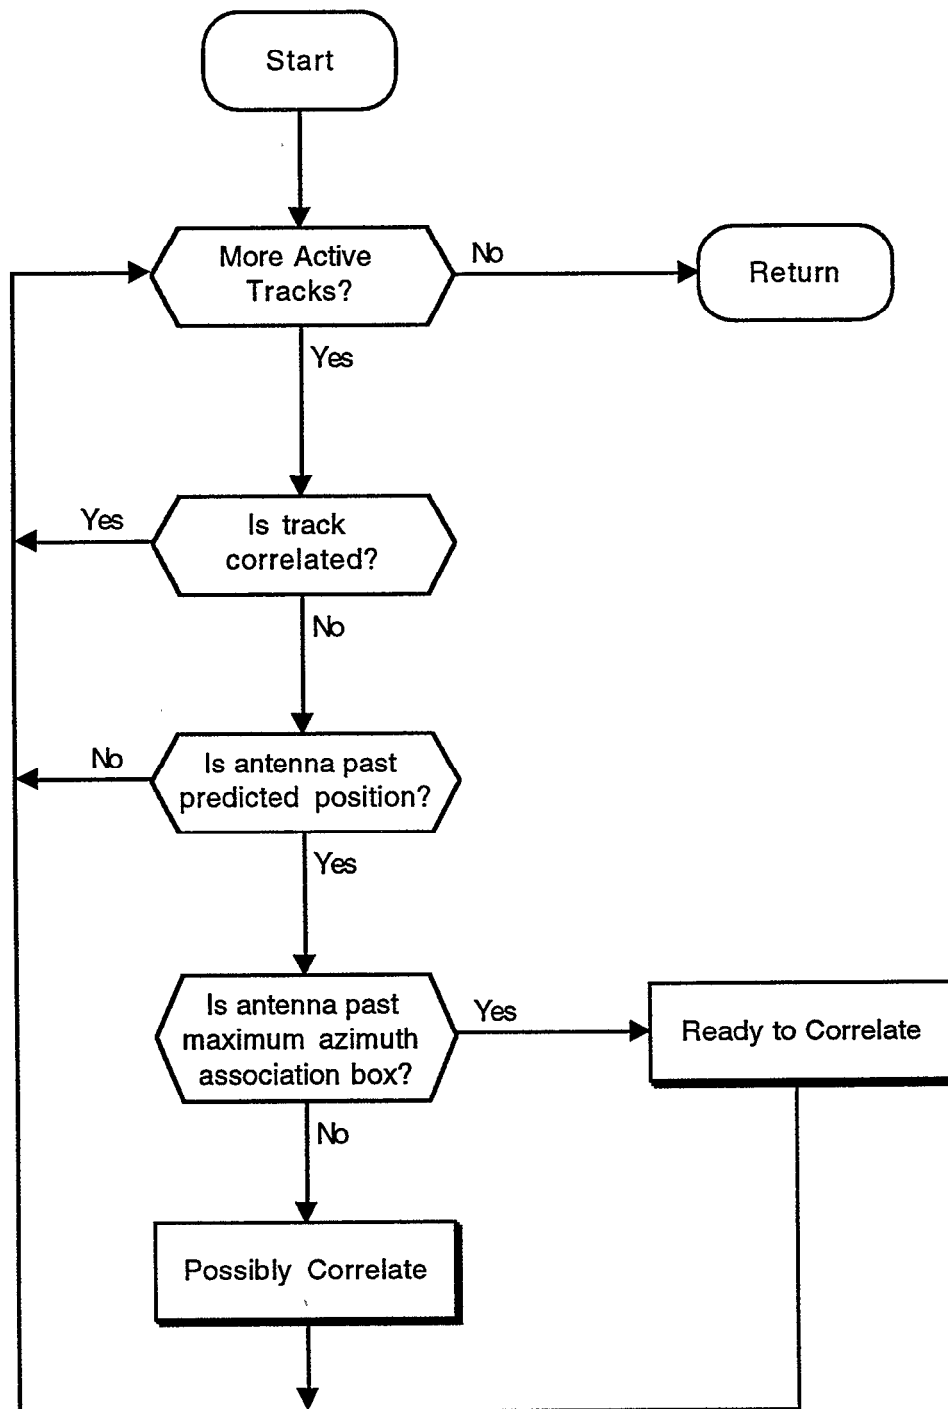 Start
More Active
Tracks?
No
Return
Yes
Is track
correlated?
Yes
No
Is antenna past
predicted position?
No
Yes
Is antenna past
maximum azimuth
association box?
Yes
Ready to Correlate
No
Possibly Correlate